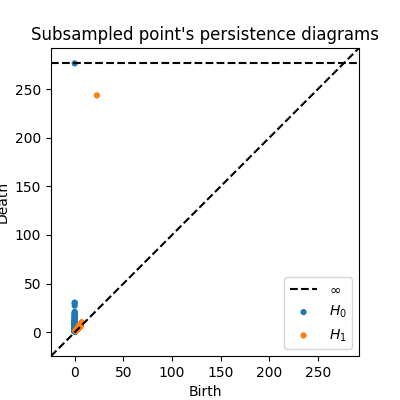 Subsampled point's persistence diagrams
Death
250
200
150
100
50
0
0 50 100 150 200 250
Birth
∞
H₀
H₁